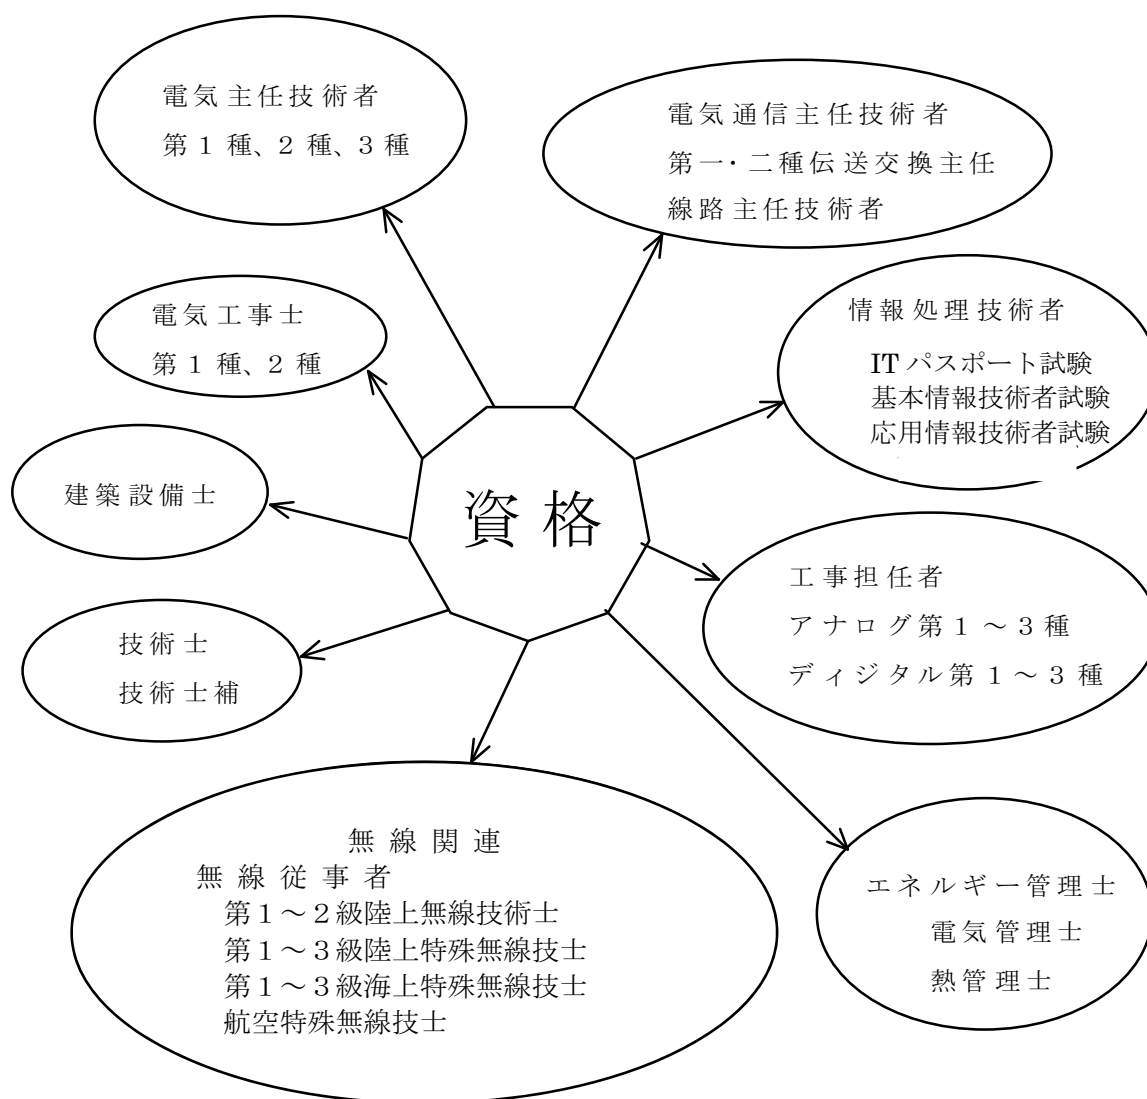 電気主任技術者
第1種、2種、3種
電気通信主任技術者
第一・二種伝送交換主任
線路主任技術者
電気工事士
第1種、2種
情報処理技術者
ITパスポート試験
基本情報技術者試験
応用情報技術者試験
建築設備士
資格
工事担任者
アナログ第1～3種
ディジタル第1～3種
技術士
技術士補
無線関連
無線従事者
第1～2級陸上無線技術士
第1～3級陸上特殊無線技士
第1～3級海上特殊無線技士
航空特殊無線技士
エネルギー管理士
電気管理士
熱管理士